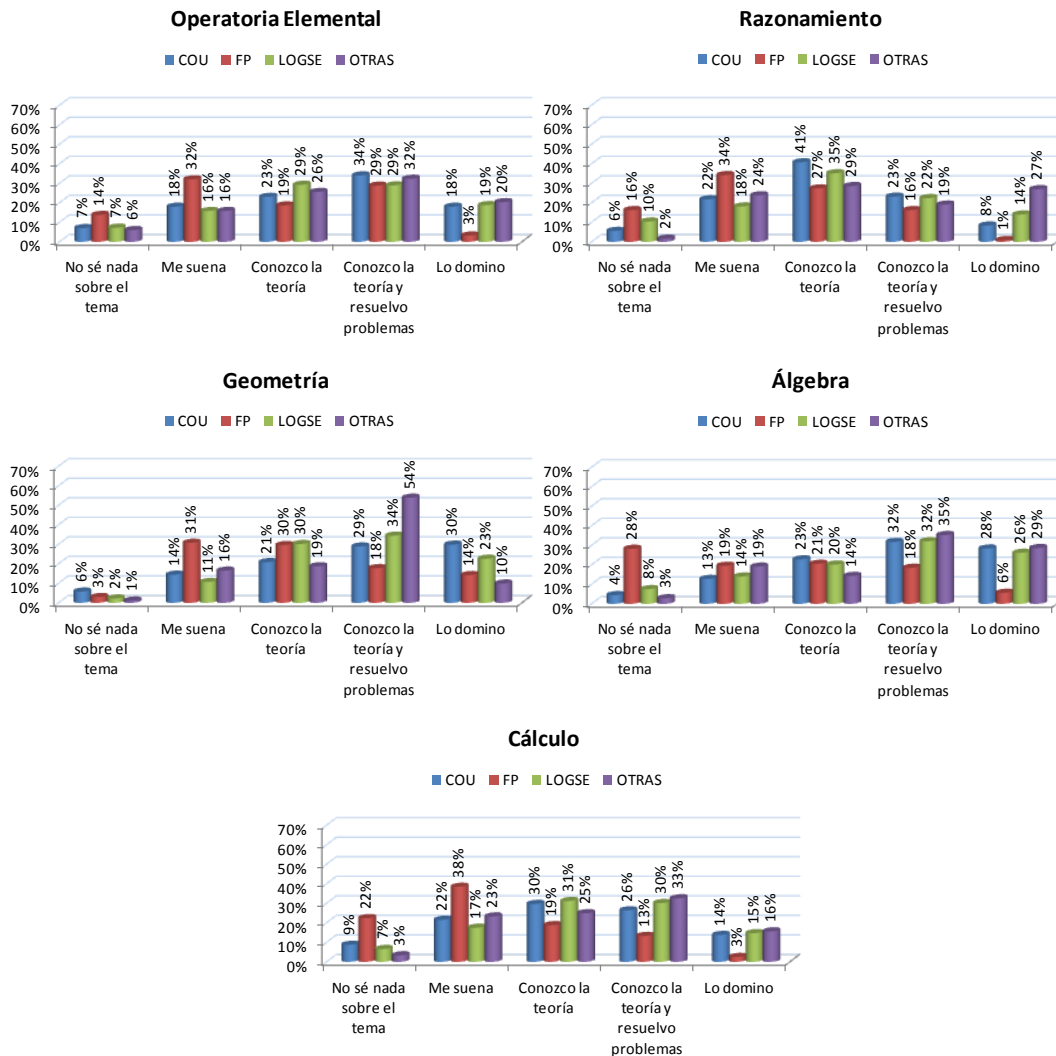 Operatoria Elemental
COU FP LOGSE OTRAS
70%
60%
50%
40%
30%
20%
10%
0%
7% 14% 7% 6%
18% 32% 16% 16%
23% 19% 29% 26%
34% 29% 29% 32%
18% 3% 19% 20%
No sé nada
sobre el
tema
Me suena
Conozco la
teoría
Conozco la
teoría y
resuelvo
problemas
Lo domino
Razonamiento
COU FP LOGSE OTRAS
70%
60%
50%
40%
30%
20%
10%
0%
6% 16% 10% 2%
22% 34% 18% 24%
41% 27% 35% 29%
23% 16% 22% 19%
8% 1% 14% 27%
No sé nada
sobre el
tema
Me suena
Conozco la
teoría
Conozco la
teoría y
resuelvo
problemas
Lo domino
Geometría
COU FP LOGSE OTRAS
70%
60%
50%
40%
30%
20%
10%
0%
6% 3% 2% 1%
14% 31% 11% 16%
21% 30% 30% 19%
29% 18% 34% 54%
30% 14% 23% 10%
No sé nada
sobre el
tema
Me suena
Conozco la
teoría
Conozco la
teoría y
resuelvo
problemas
Lo domino
Álgebra
COU FP LOGSE OTRAS
70%
60%
50%
40%
30%
20%
10%
0%
4% 28% 8% 3%
13% 19% 14% 19%
23% 21% 20% 14%
32% 18% 32% 35%
28% 6% 26% 29%
No sé nada
sobre el
tema
Me suena
Conozco la
teoría
Conozco la
teoría y
resuelvo
problemas
Lo domino
Cálculo
COU FP LOGSE OTRAS
70%
60%
50%
40%
30%
20%
10%
0%
9% 22% 7% 3%
22% 38% 17% 23%
30% 19% 31% 25%
26% 13% 30% 33%
14% 3% 15% 16%
No sé nada
sobre el
tema
Me suena
Conozco la
teoría
Conozco la
teoría y
resuelvo
problemas
Lo domino